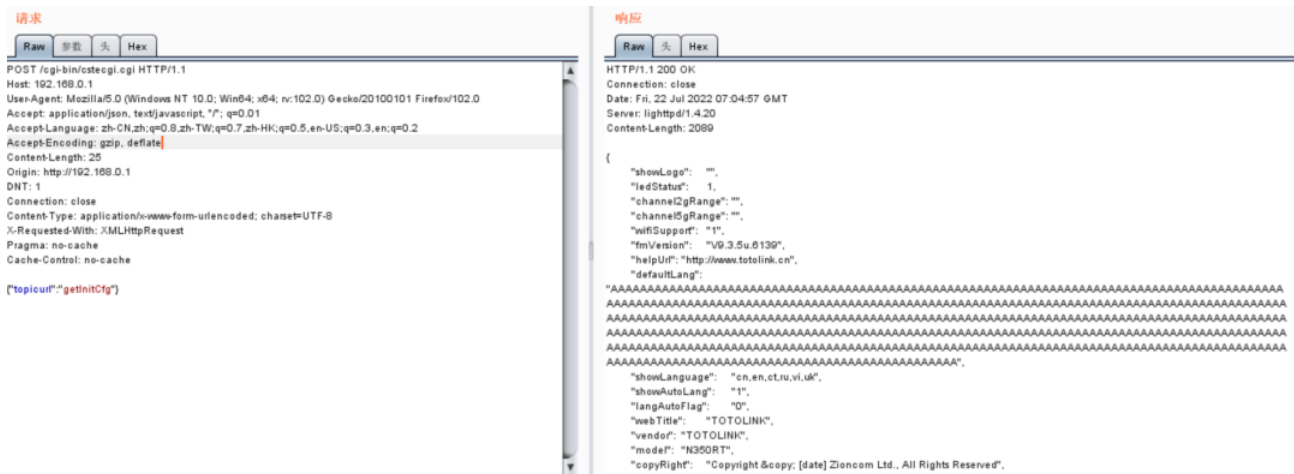 请求
Raw 参数 头 Hex
POST /cgi-bin/cstecgi.cgi HTTP/1.1
Host: 192.168.0.1
User-Agent: Mozilla/5.0 (Windows NT 10.0; Win64; x64; rv:102.0) Gecko/20100101 Firefox/102.0
Accept: application/json, text/javascript, */*; q=0.01
Accept-Language: zh-CN,zh;q=0.8,zh-TW;q=0.7,zh-HK;q=0.5,en-US;q=0.3,en;q=0.2
Accept-Encoding: gzip, deflate
Content-Length: 25
Origin: http://192.168.0.1
DNT: 1
Connection: close
Content-Type: application/x-www-form-urlencoded; charset=UTF-8
X-Requested-With: XMLHttpRequest
Pragma: no-cache
Cache-Control: no-cache
{"topicurl":"getInitCfg"}
响应
Raw 头 Hex
HTTP/1.1 200 OK
Connection: close
Date: Fri, 22 Jul 2022 07:04:57 GMT
Server: lighttpd/1.4.20
Content-Length: 2089
{
"showLogo": "",
"ledStatus": 1,
"channel2gRange": "",
"channel5gRange": "",
"wifiSupport": "1",
"fmVersion": "V9.3.5u.6139",
"helpUrl": "http://www.totolink.cn",
"defaultLang":
"showLanguage": "cn,en,ct,ru,vi,uk",
"showAutoLang": "1",
"langAutoFlag": "0",
"webTitle": "TOTOLINK",
"vendor": "TOTOLINK",
"model": "N350RT",
"copyRight": "Copyright &copy; [date] Zioncom Ltd., All Rights Reserved",